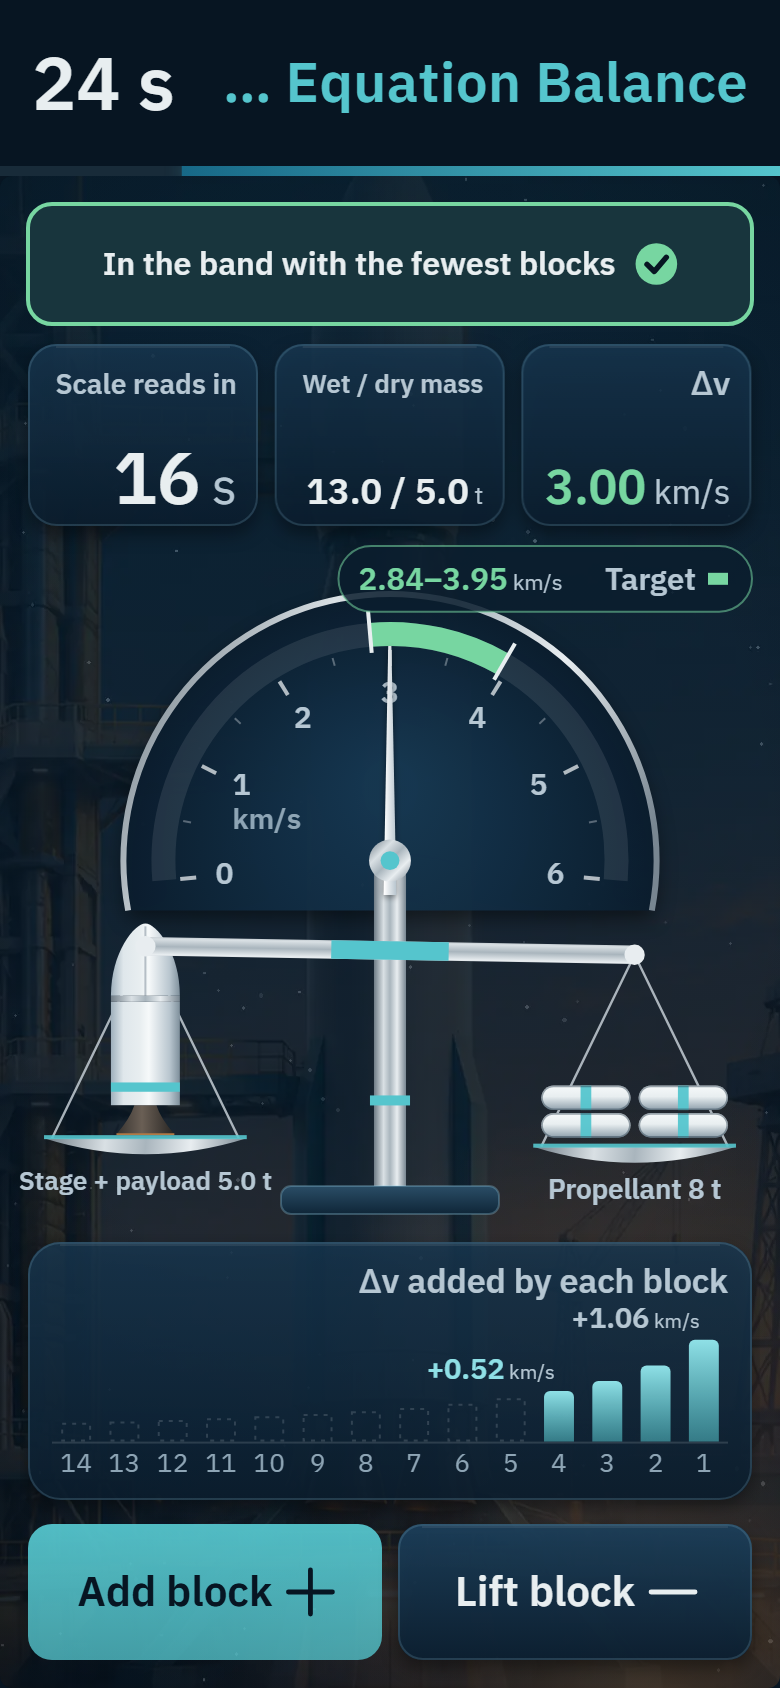 24 s
... Equation Balance
In the band with the fewest blocks
Scale reads in
16 s
Wet / dry mass
13.0 / 5.0 t
Δv
3.00 km/s
2.84–3.95 km/s Target
0
1
km/s
2
3
4
5
6
Stage + payload 5.0 t
Propellant 8 t
Δv added by each block
+1.06 km/s
+0.52 km/s
14 13 12 11 10 9 8 7 6 5 4 3 2 1
Add block
Lift block